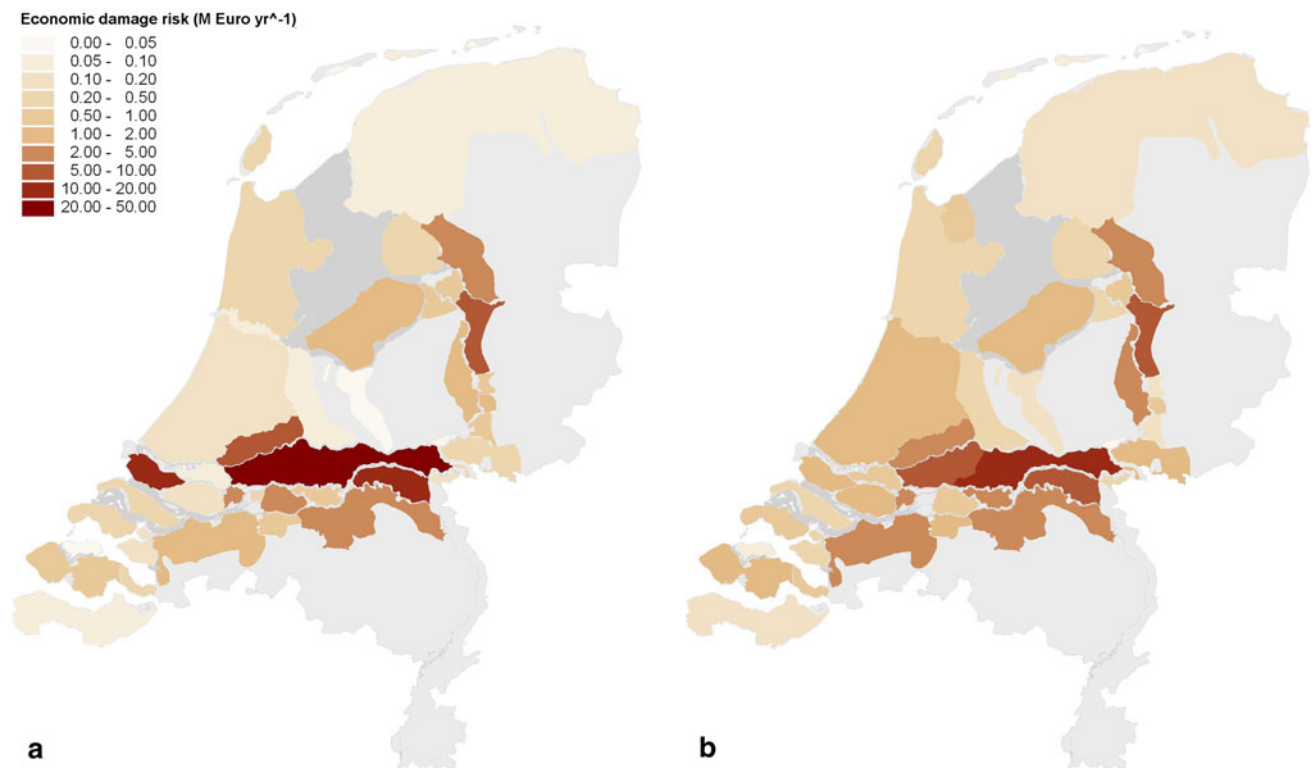 Economic damage risk (M Euro yr^-1)
0.00 - 0.05
0.05 - 0.10
0.10 - 0.20
0.20 - 0.50
0.50 - 1.00
1.00 - 2.00
2.00 - 5.00
5.00 - 10.00
10.00 - 20.00
20.00 - 50.00
a b